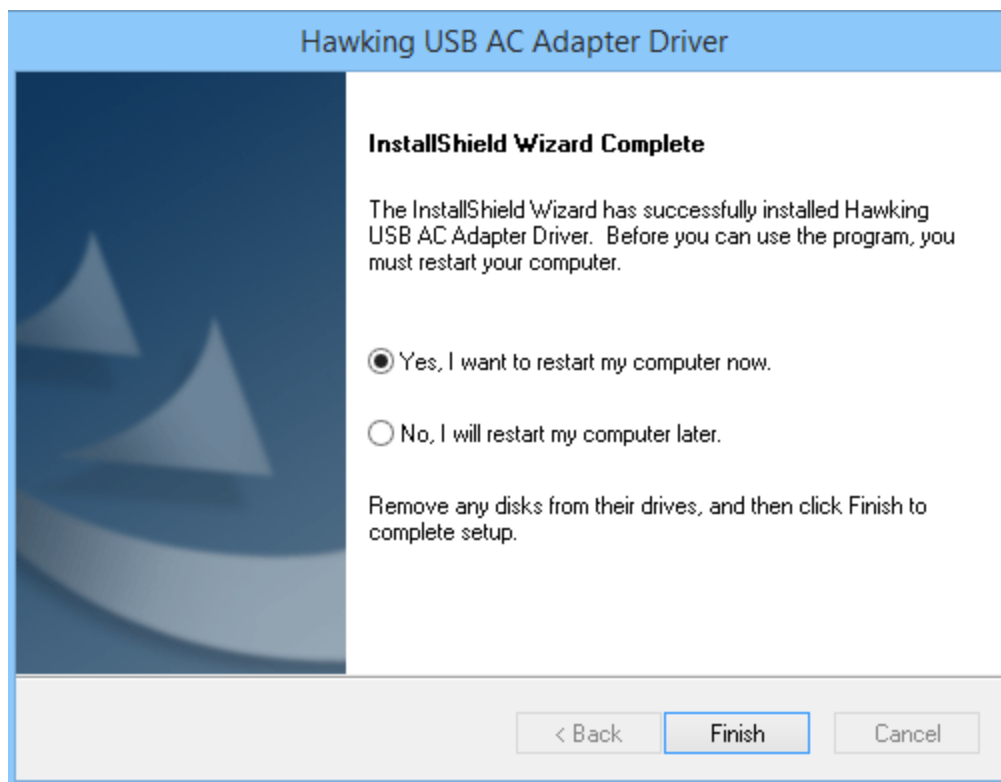 Hawking USB AC Adapter Driver
InstallShield Wizard Complete
The InstallShield Wizard has successfully installed Hawking
USB AC Adapter Driver. Before you can use the program, you
must restart your computer.
Yes, I want to restart my computer now.
No, I will restart my computer later.
Remove any disks from their drives, and then click Finish to
complete setup.
< Back Finish Cancel